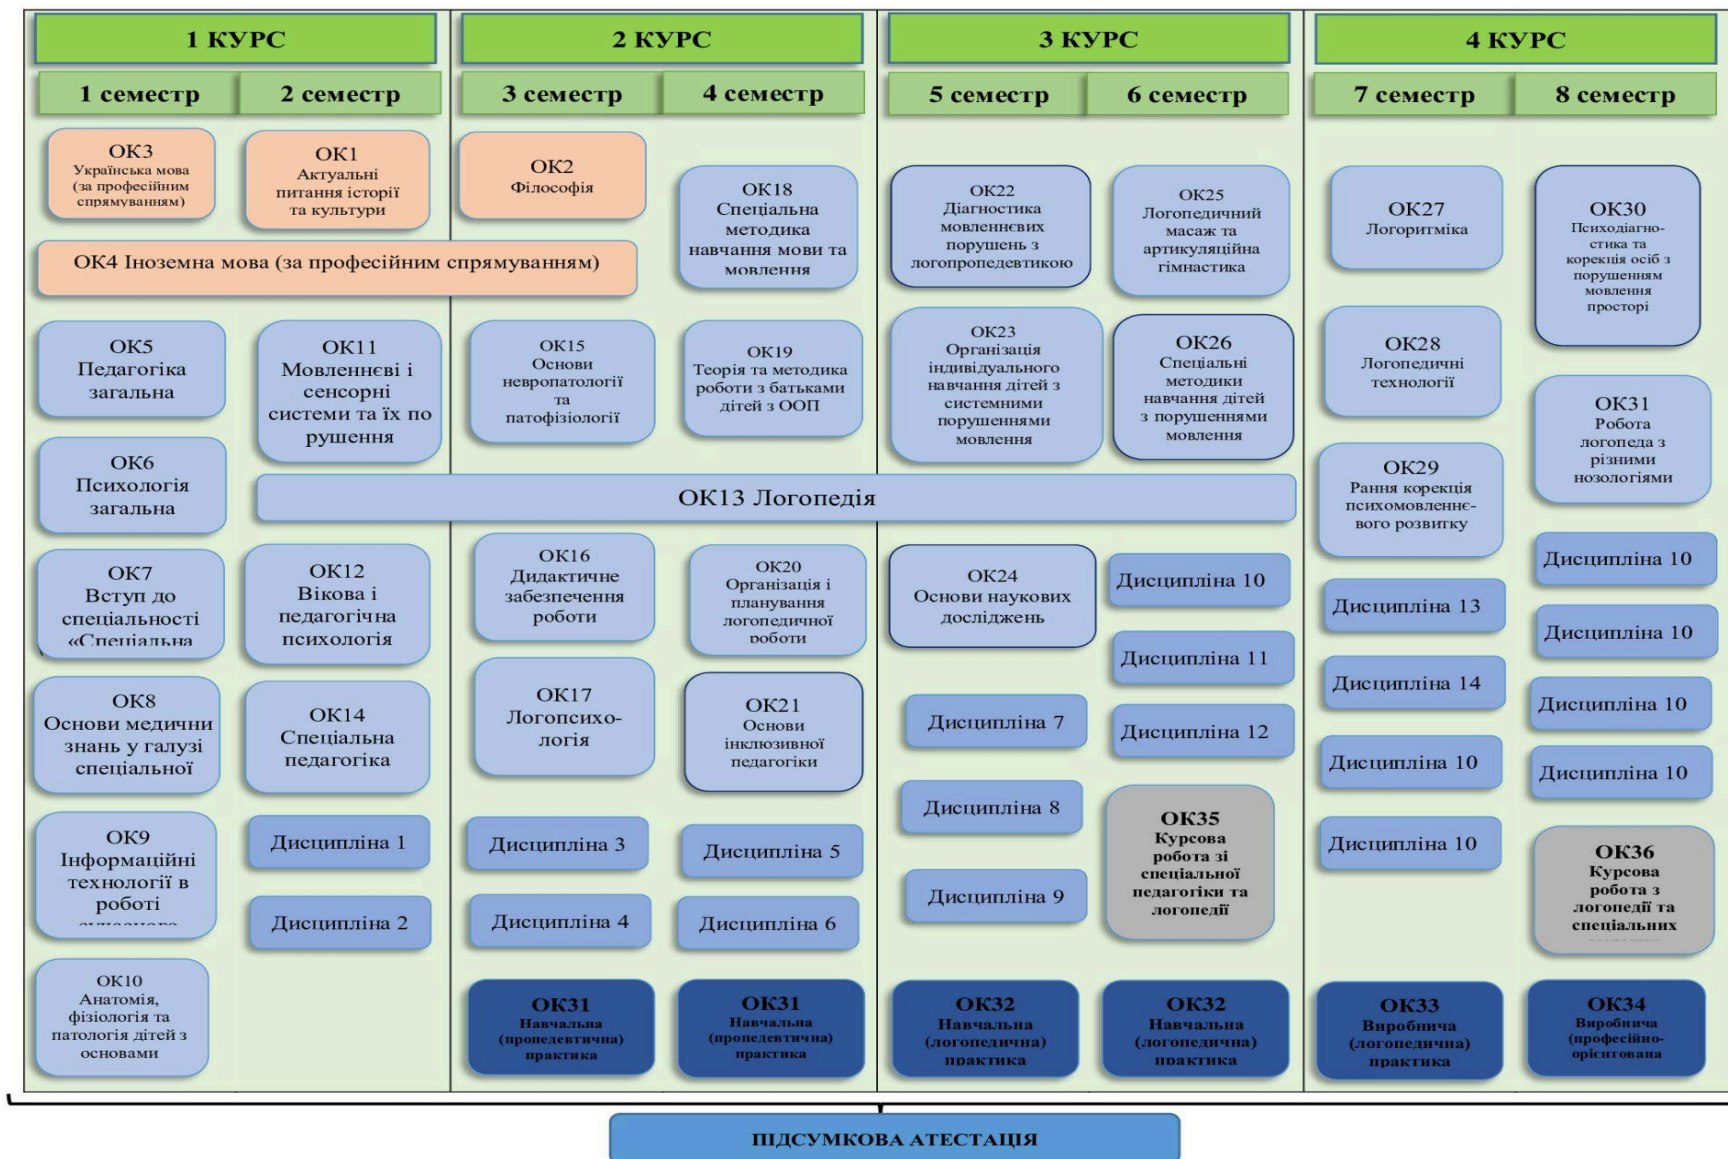 1 КУРС
2 КУРС
3 КУРС
4 КУРС
1 семестр
2 семестр
3 семестр
4 семестр
5 семестр
6 семестр
7 семестр
8 семестр
ОК3
Українська мова
(за професійним
спрямуванням)
ОК1
Актуальні
питання історії
та культури
ОК2
Філософія
ОК4 Іноземна мова (за професійним спрямуванням)
ОК18
Спеціальна
методика
навчання мови та
мовлення
ОК22
Діагностика
мовленнєвих
порушень з
логопропедевтикою
ОК25
Логопедичний
масаж та
артикуляційна
гімнастика
ОК27
Логоритміка
ОК30
Психодіагно-
стика та
корекція осіб з
порушенням
мовлення
просторі
ОК5
Педагогіка
загальна
ОК11
Мовленнєві і
сенсорні
системи та їх по
рушення
ОК15
Основи
невропатології
та
патофізіології
ОК19
Теорія та методика
роботи з батьками
дітей з ООП
ОК23
Організація
індивідуального
навчання дітей з
системними
порушеннями
мовлення
ОК26
Спеціальні
методики
навчання дітей
з порушеннями
мовлення
ОК28
Логопедичні
технології
ОК31
Робота
логопеда з
різними
нозологіями
ОК6
Психологія
загальна
ОК13 Логопедія
ОК29
Рання корекція
психомовленнє-
вого розвитку
ОК7
Вступ до
спеціальності
«Спеціальна
ОК12
Вікова і
педагогічна
психологія
ОК16
Дидактичне
забезпечення
роботи
ОК20
Організація і
планування
логопедичної
роботи
ОК24
Основи наукових
досліджень
Дисципліна 10
Дисципліна 11
Дисципліна 12
Дисципліна 13
Дисципліна 14
Дисципліна 10
Дисципліна 10
Дисципліна 10
Дисципліна 10
Дисципліна 10
Дисципліна 10
ОК8
Основи медични
знань у галузі
спеціальної
ОК14
Спеціальна
педагогіка
ОК17
Логопсихо-
логія
ОК21
Основи
інклюзивної
педагогіки
Дисципліна 7
Дисципліна 8
Дисципліна 9
ОК9
Інформаційні
технології в
роботі
Дисципліна 1
Дисципліна 2
Дисципліна 3
Дисципліна 4
Дисципліна 5
Дисципліна 6
ОК35
Курсова
робота зі
спеціальної
педагогіки та
логопедії
ОК36
Курсова
робота з
логопедії та
спеціальних
ОК10
Анатомія,
фізіологія та
патологія дітей з
основами
ОК31
Навчальна
(пропедевтична)
практика
ОК31
Навчальна
(пропедевтична)
практика
ОК32
Навчальна
(логопедична)
практика
ОК32
Навчальна
(логопедична)
практика
ОК33
Виробнича
(логопедична)
практика
ОК34
Виробнича
(професійно-
орієнтована
ПІДСУМКОВА АТЕСТАЦІЯ